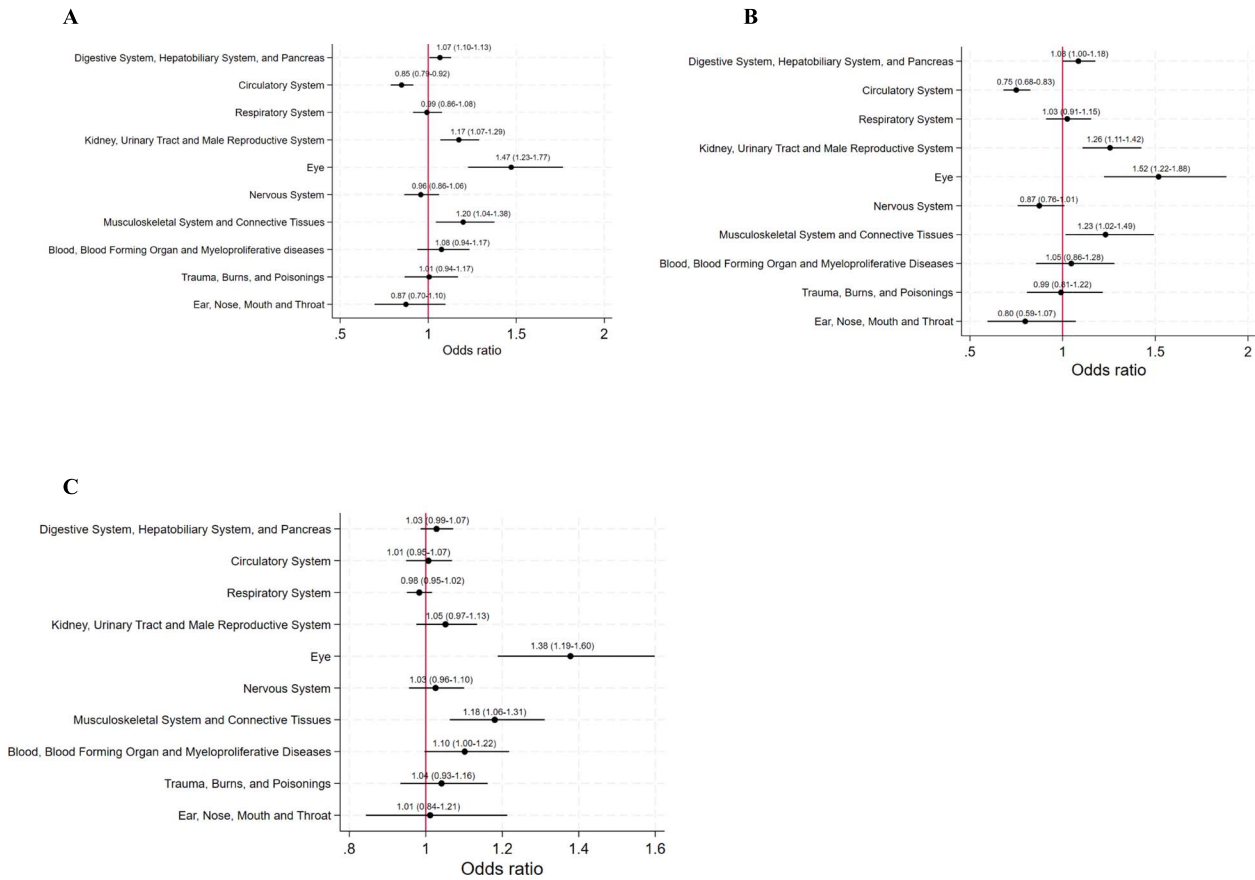 A
Digestive System, Hepatobiliary System, and Pancreas 1.07 (1.10-1.13)
Circulatory System 0.85 (0.79-0.92)
Respiratory System 0.99 (0.86-1.08)
Kidney, Urinary Tract and Male Reproductive System 1.17 (1.07-1.29)
Eye 1.47 (1.23-1.77)
Nervous System 0.96 (0.86-1.06)
Musculoskeletal System and Connective Tissues 1.20 (1.04-1.38)
Blood, Blood Forming Organ and Myeloproliferative diseases 1.08 (0.94-1.17)
Trauma, Burns, and Poisonings 1.01 (0.94-1.17)
Ear, Nose, Mouth and Throat 0.87 (0.70-1.10)
.5 1 1.5 2
Odds ratio
B
Digestive System, Hepatobiliary System, and Pancreas 1.08 (1.00-1.18)
Circulatory System 0.75 (0.68-0.83)
Respiratory System 1.03 (0.91-1.15)
Kidney, Urinary Tract and Male Reproductive System 1.26 (1.11-1.42)
Eye 1.52 (1.22-1.88)
Nervous System 0.87 (0.76-1.01)
Musculoskeletal System and Connective Tissues 1.23 (1.02-1.49)
Blood, Blood Forming Organ and Myeloproliferative Diseases 1.05 (0.86-1.28)
Trauma, Burns, and Poisonings 0.99 (0.81-1.22)
Ear, Nose, Mouth and Throat 0.80 (0.59-1.07)
.5 1 1.5 2
Odds ratio
C
Digestive System, Hepatobiliary System, and Pancreas 1.03 (0.99-1.07)
Circulatory System 1.01 (0.95-1.07)
Respiratory System 0.98 (0.95-1.02)
Kidney, Urinary Tract and Male Reproductive System 1.05 (0.97-1.13)
Eye 1.38 (1.19-1.60)
Nervous System 1.03 (0.96-1.10)
Musculoskeletal System and Connective Tissues 1.18 (1.06-1.31)
Blood, Blood Forming Organ and Myeloproliferative Diseases 1.10 (1.00-1.22)
Trauma, Burns, and Poisonings 1.04 (0.93-1.16)
Ear, Nose, Mouth and Throat 1.01 (0.84-1.21)
.8 1 1.2 1.4 1.6
Odds ratio